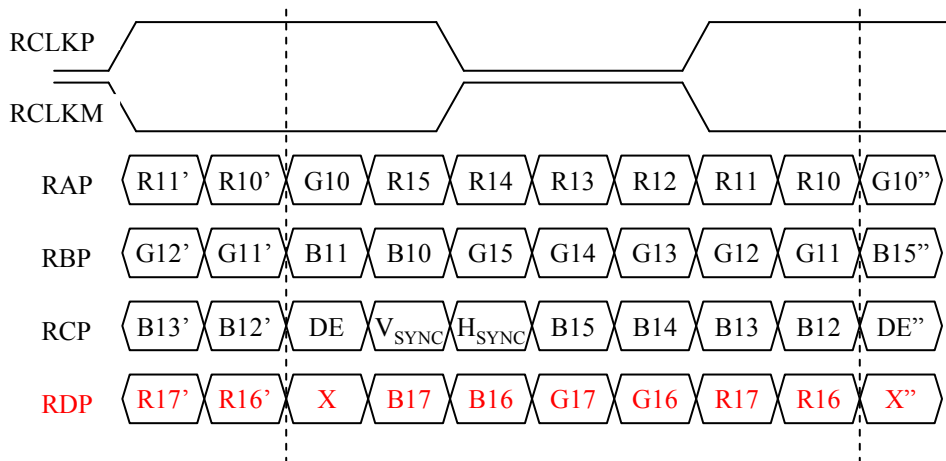 RCLKP
RCLKM
RAP R11’ R10’ G10 R15 R14 R13 R12 R11 R10 G10”
RBP G12’ G11’ B11 B10 G15 G14 G13 G12 G11 B15”
RCP B13’ B12’ DE VSYNC HSYNC B15 B14 B13 B12 DE”
RDP R17’ R16’ X B17 B16 G17 G16 R17 R16 X”